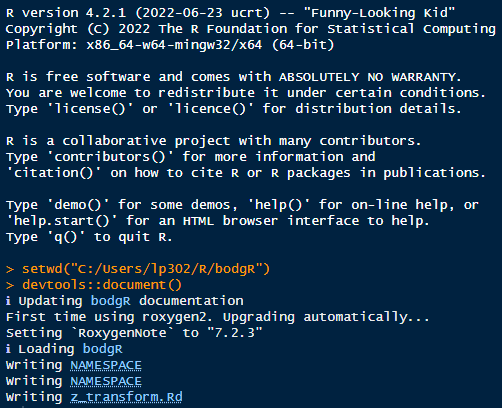 R version 4.2.1 (2022-06-23 ucrt) -- "Funny-Looking Kid"
Copyright (C) 2022 The R Foundation for Statistical Computing
Platform: x86_64-w64-mingw32/x64 (64-bit)
R is free software and comes with ABSOLUTELY NO WARRANTY.
You are welcome to redistribute it under certain conditions.
Type 'license()' or 'licence()' for distribution details.
R is a collaborative project with many contributors.
Type 'contributors()' for more information and
'citation()' on how to cite R or R packages in publications.
Type 'demo()' for some demos, 'help()' for on-line help, or
'help.start()' for an HTML browser interface to help.
Type 'q()' to quit R.
> setwd("C:/Users/lp302/R/bodgR")
> devtools::document()
ℹ Updating bodgR documentation
First time using roxygen2. Upgrading automatically...
Setting `RoxygenNote` to "7.2.3"
ℹ Loading bodgR
Writing NAMESPACE
Writing NAMESPACE
Writing z_transform.Rd